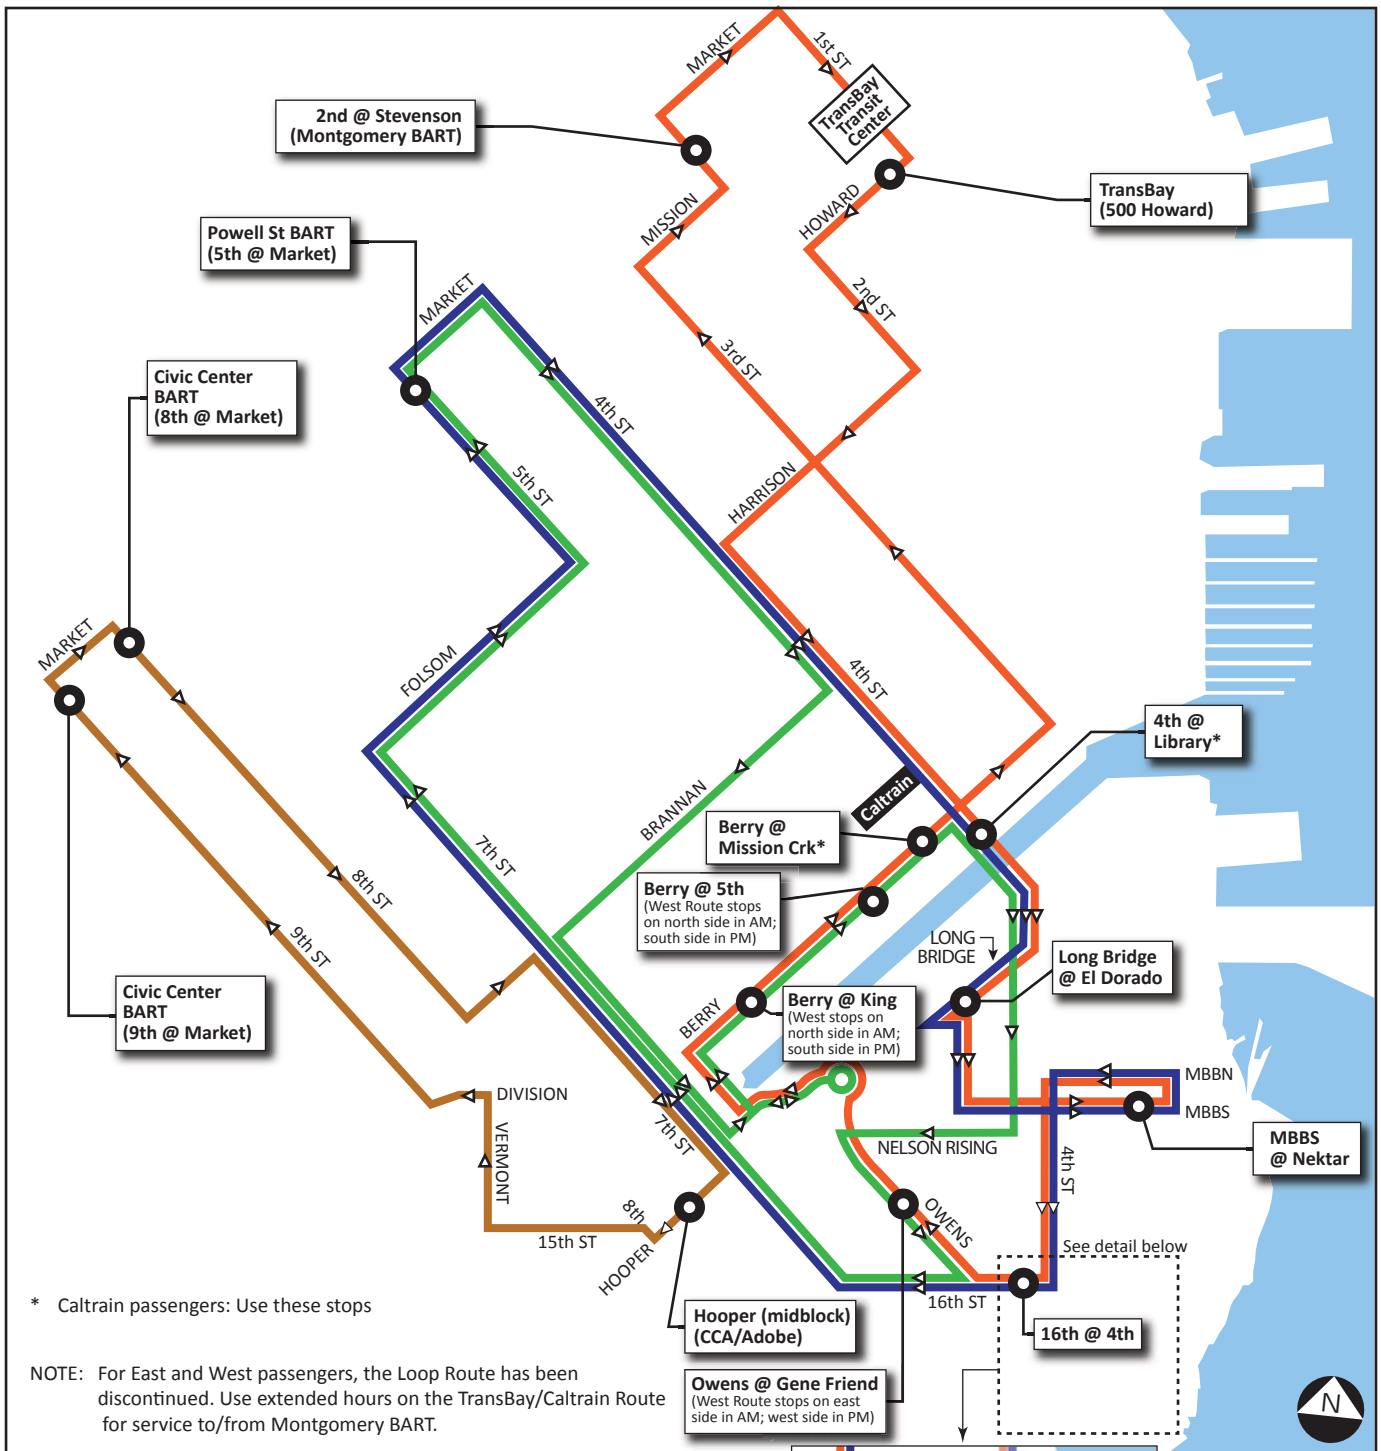 MARKET
1st ST
TransBay
Transit
Center
2nd @ Stevenson
(Montgomery BART)
TransBay
(500 Howard)
MISSION
HOWARD
Powell St BART
(5th @ Market)
MARKET
2nd ST
3rd ST
Civic Center
BART
(8th @ Market)
4th ST
5th ST
HARRISON
MARKET
FOLSOM
4th ST
4th @
Library*
Caltrain
BRANNAN
Berry @
Mission Crk*
7th ST
8th ST
Berry @ 5th
(West Route stops
on north side in AM;
south side in PM)
9th ST
LONG
BRIDGE
Long Bridge
@ El Dorado
Civic Center
BART
(9th @ Market)
BERRY
Berry @ King
(West stops on
north side in AM;
south side in PM)
MBBN
MBBS
DIVISION
7th ST
NELSON RISING
MBBS
@ Nektar
VERMONT
4th ST
8th
OWENS
15th ST
HOOPER
See detail below
16th ST
* Caltrain passengers: Use these stops
Hooper (midblock)
(CCA/Adobe)
16th @ 4th
NOTE: For East and West passengers, the Loop Route has been
discontinued. Use extended hours on the TransBay/Caltrain Route
for service to/from Montgomery BART.
Owens @ Gene Friend
(West Route stops on east
side in AM; west side in PM)
N